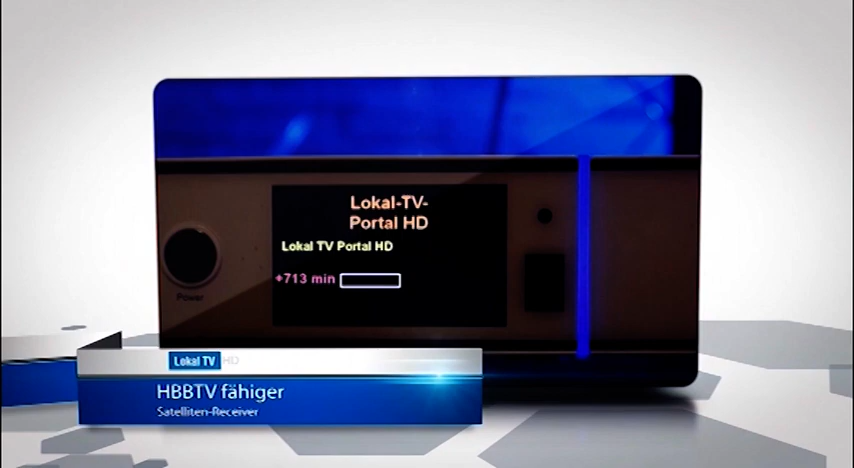 Lokal-TV-
Portal HD
Lokal TV Portal HD
+713 min
Power
Lokal TV HD
HBBTV fähiger
Satelliten-Receiver